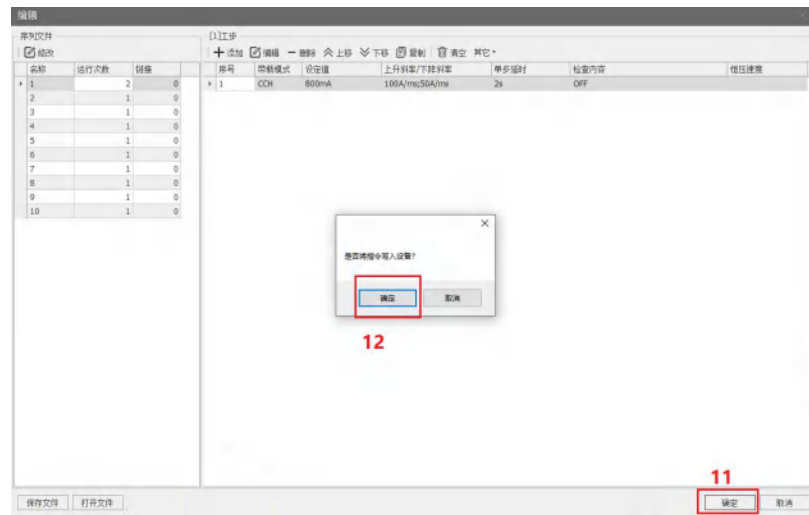 编辑
序列文件
[1]工步
修改
添加 编辑 删除 上移 下移 复制 清空 其它
名称 运行次数 链接
序号 带载模式 设定值 上升斜率/下降斜率 单步延时 检查内容 恒压速度
1 2 0
1 CCH 800mA 100A/ms;50A/ms 2s OFF
2 1 0
3 1 0
4 1 0
5 1 0
6 1 0
7 1 0
8 1 0
9 1 0
10 1 0
是否将指令写入设备?
确定 取消
12
11
保存文件 打开文件
确定 取消